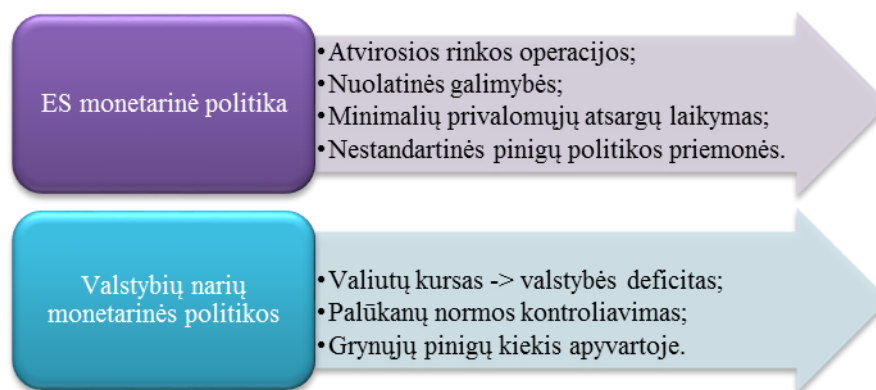 ES monetarinė politika
•Atvirosios rinkos operacijos;
•Nuolatinės galimybės;
•Minimalių privalomųjų atsargų laikymas;
•Nestandartinės pinigų politikos priemonės.
Valstybių narių
monetarinės politikos
•Valiutų kursas -> valstybės deficitas;
•Palūkanų normos kontroliavimas;
•Grynųjų pinigų kiekis apyvartoje.